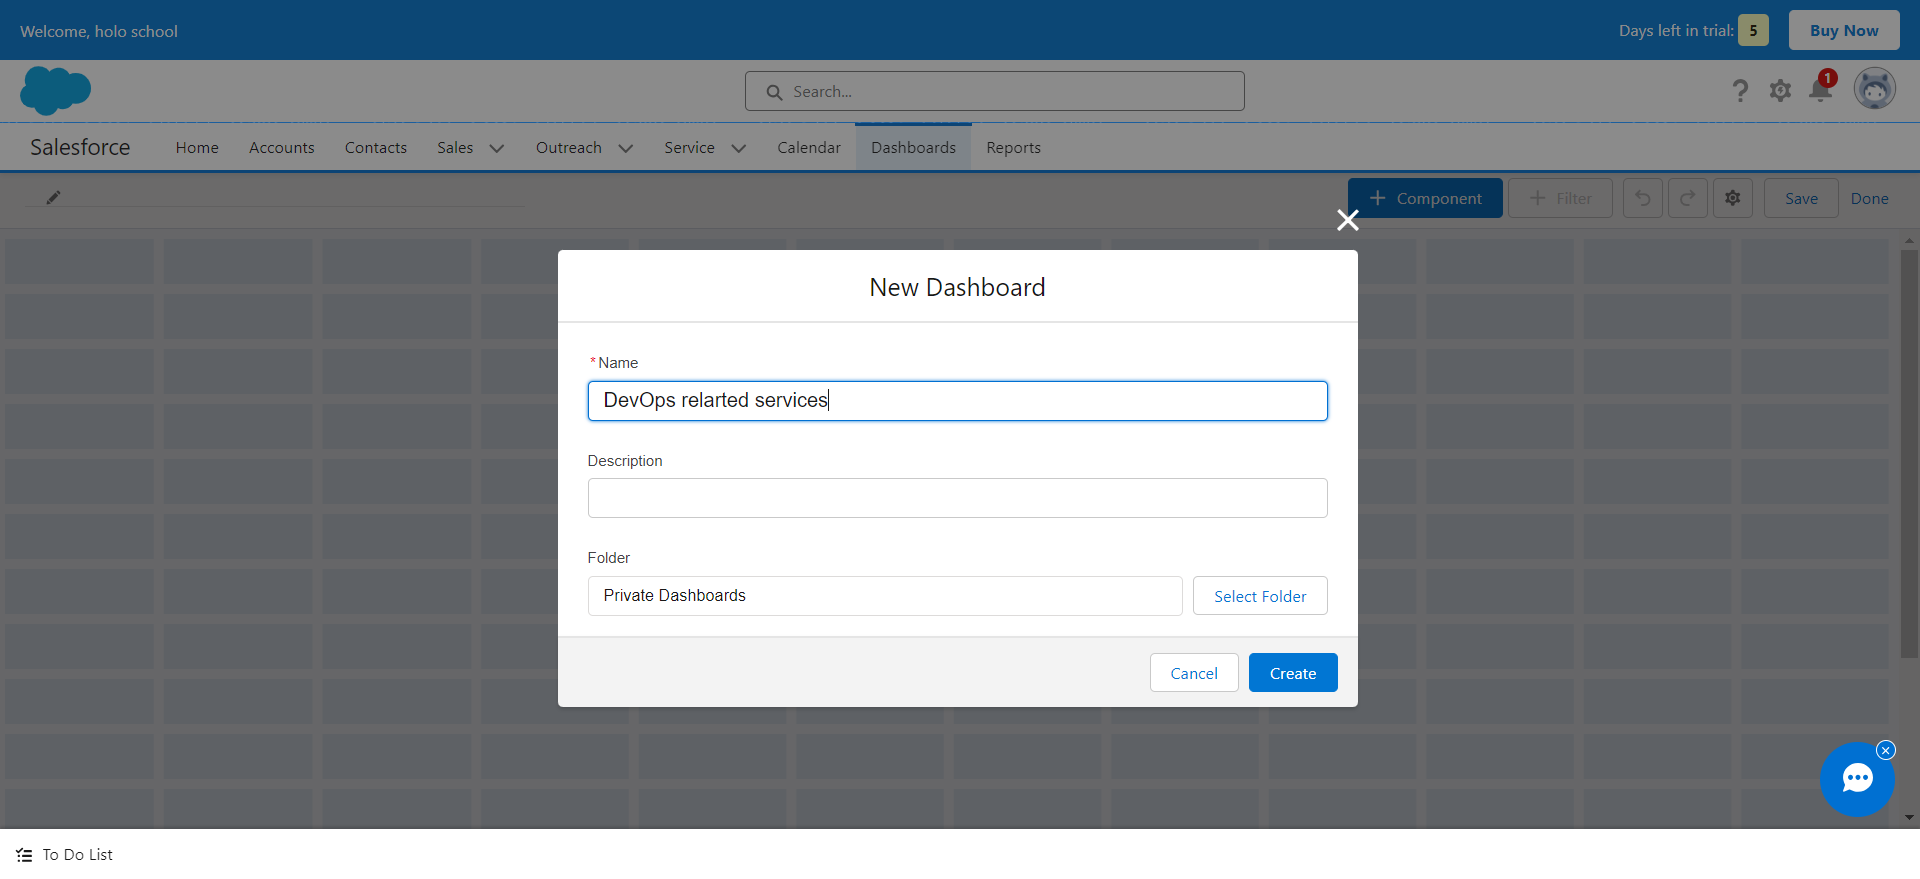 Welcome, holo school
Days left in trial: 5
Buy Now
Search...
1
Salesforce
Home
Accounts
Contacts
Sales
Outreach
Service
Calendar
Dashboards
Reports
Component
Filter
Save
Done
New Dashboard
*Name
DevOps relarted services
Description
Folder
Private Dashboards
Select Folder
Cancel
Create
To Do List